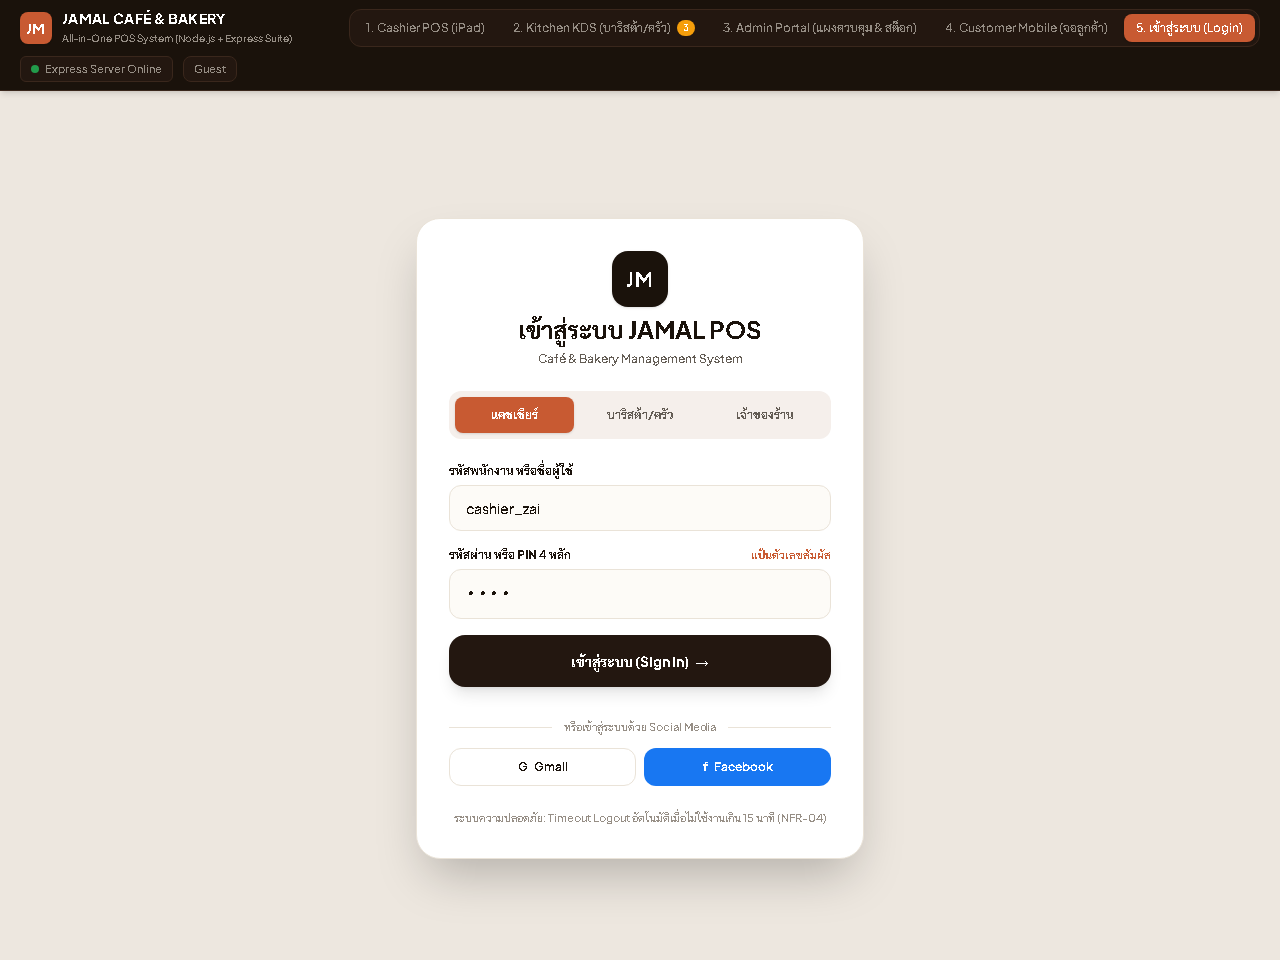 JM
JAMAL CAFÉ & BAKERY
All-in-One POS System (Node.js + Express Suite)
1. Cashier POS (iPad)
2. Kitchen KDS (บาริสต้า/ครัว) 3
3. Admin Portal (แผงควบคุม & สต็อก)
4. Customer Mobile (จอลูกค้า)
5. เข้าสู่ระบบ (Login)
Express Server Online
Guest
JM
เข้าสู่ระบบ JAMAL POS
Café & Bakery Management System
แคชเชียร์
บาริสต้า/ครัว
เจ้าของร้าน
รหัสพนักงาน หรือชื่อผู้ใช้
cashier_zai
รหัสผ่าน หรือ PIN 4 หลัก
แป้นตัวเลขสัมผัส
••••
เข้าสู่ระบบ (Sign In) →
หรือเข้าสู่ระบบด้วย Social Media
G Gmail
f Facebook
ระบบความปลอดภัย: Timeout Logout อัตโนมัติเมื่อไม่ใช้งานเกิน 15 นาที (NFR-04)